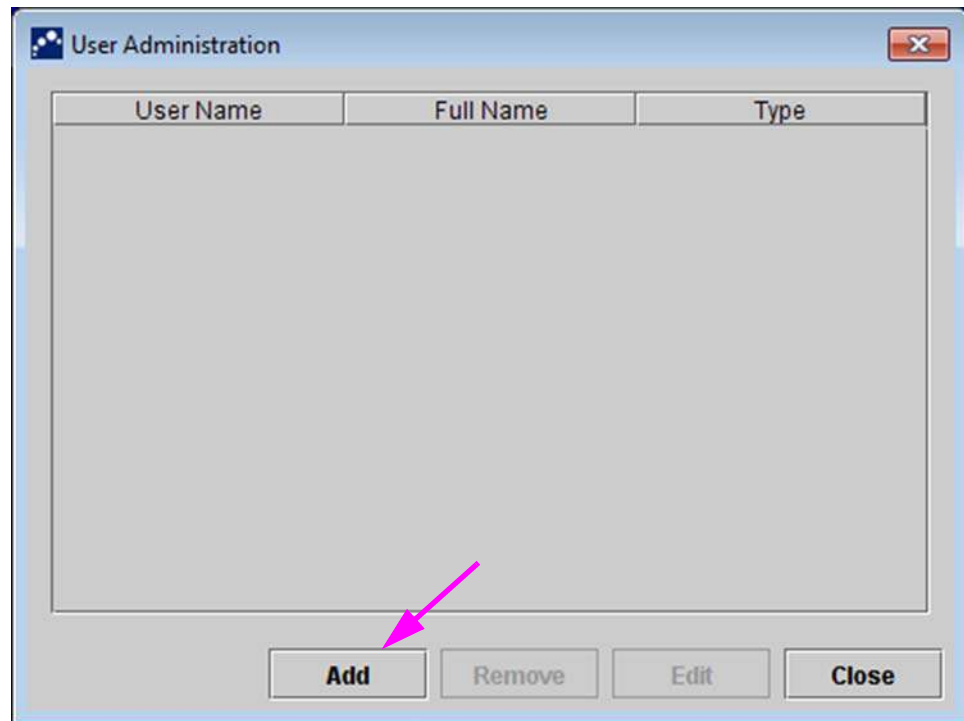 User Administration
User Name Full Name Type
Add Remove Edit Close